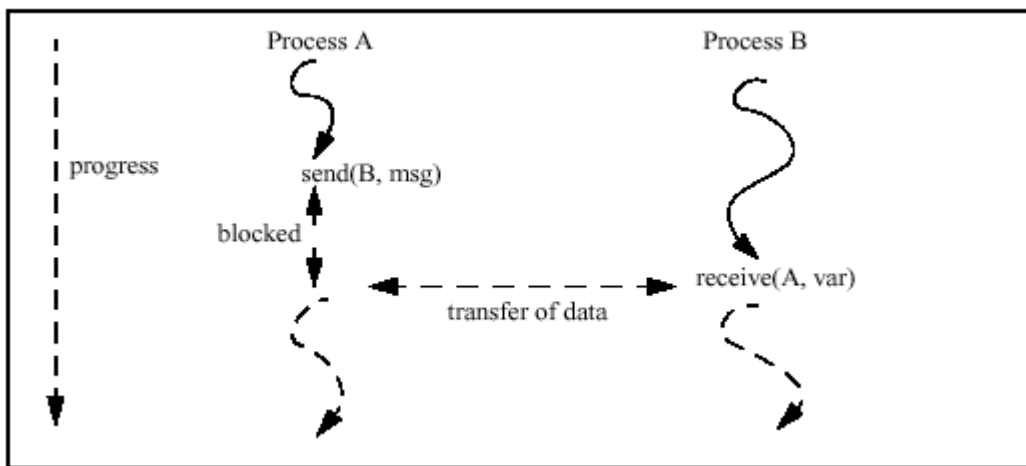 Process A
Process B
progress
send(B, msg)
blocked
receive(A, var)
transfer of data